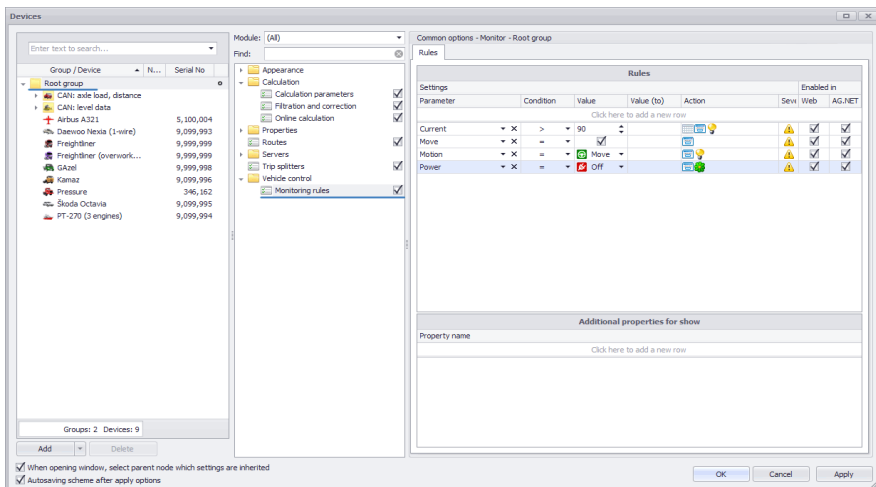 Devices
Enter text to search...
Group / Device N... Serial No
Root group
CAN: axle load, distance
CAN: level data
Airbus A321 5,100,004
Daewoo Nexia (1-wire) 9,099,993
Freightliner 9,999,999
Freightliner (overwork... 9,999,999
GAzel 9,999,998
Kamaz 9,099,996
Pressure 346,162
Škoda Octavia 9,099,995
PT-270 (3 engines) 9,099,994
Groups: 2 Devices: 9
Add Delete
When opening window, select parent node which settings are inherited
Autosaving scheme after apply options
Module: (All)
Find:
Appearance
Calculation
Calculation parameters
Filtration and correction
Online calculation
Properties
Routes
Servers
Trip splitters
Vehicle control
Monitoring rules
Common options - Monitor - Root group
Rules
Rules
Settings Enabled in
Parameter Condition Value Value (to) Action Seve Web AG.NET
Click here to add a new row
Current > 90
Move =
Motion = Move
Power = Off
Additional properties for show
Property name
Click here to add a new row
OK Cancel Apply